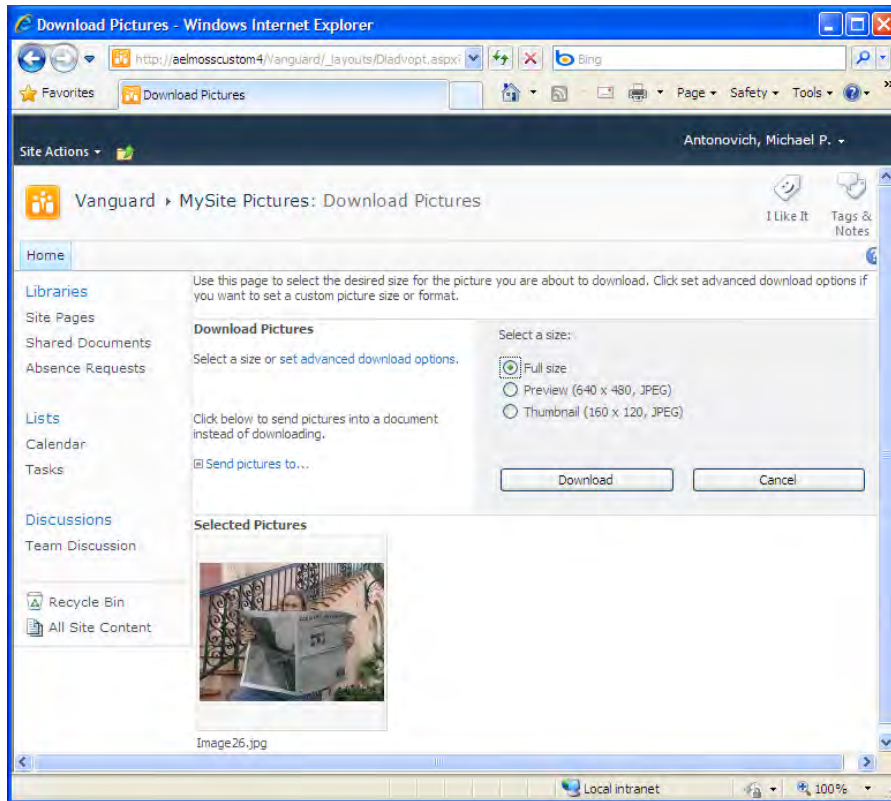 Download Pictures - Windows Internet Explorer
http://aelmosscustom4/Vanguard/_layouts/Dladvopt.aspx
Bing
Favorites
Download Pictures
Page
Safety
Tools
Site Actions
Antonovich, Michael P.
Vanguard
MySite Pictures: Download Pictures
I Like It
Tags &
Notes
Home
Use this page to select the desired size for the picture you are about to download. Click set advanced download options if
you want to set a custom picture size or format.
Libraries
Site Pages
Shared Documents
Absence Requests
Lists
Calendar
Tasks
Discussions
Team Discussion
Recycle Bin
All Site Content
Download Pictures
Select a size or set advanced download options.
Click below to send pictures into a document
instead of downloading.
Send pictures to...
Select a size:
Full size
Preview (640 x 480, JPEG)
Thumbnail (160 x 120, JPEG)
Download
Cancel
Selected Pictures
Image26.jpg
Local intranet
100%